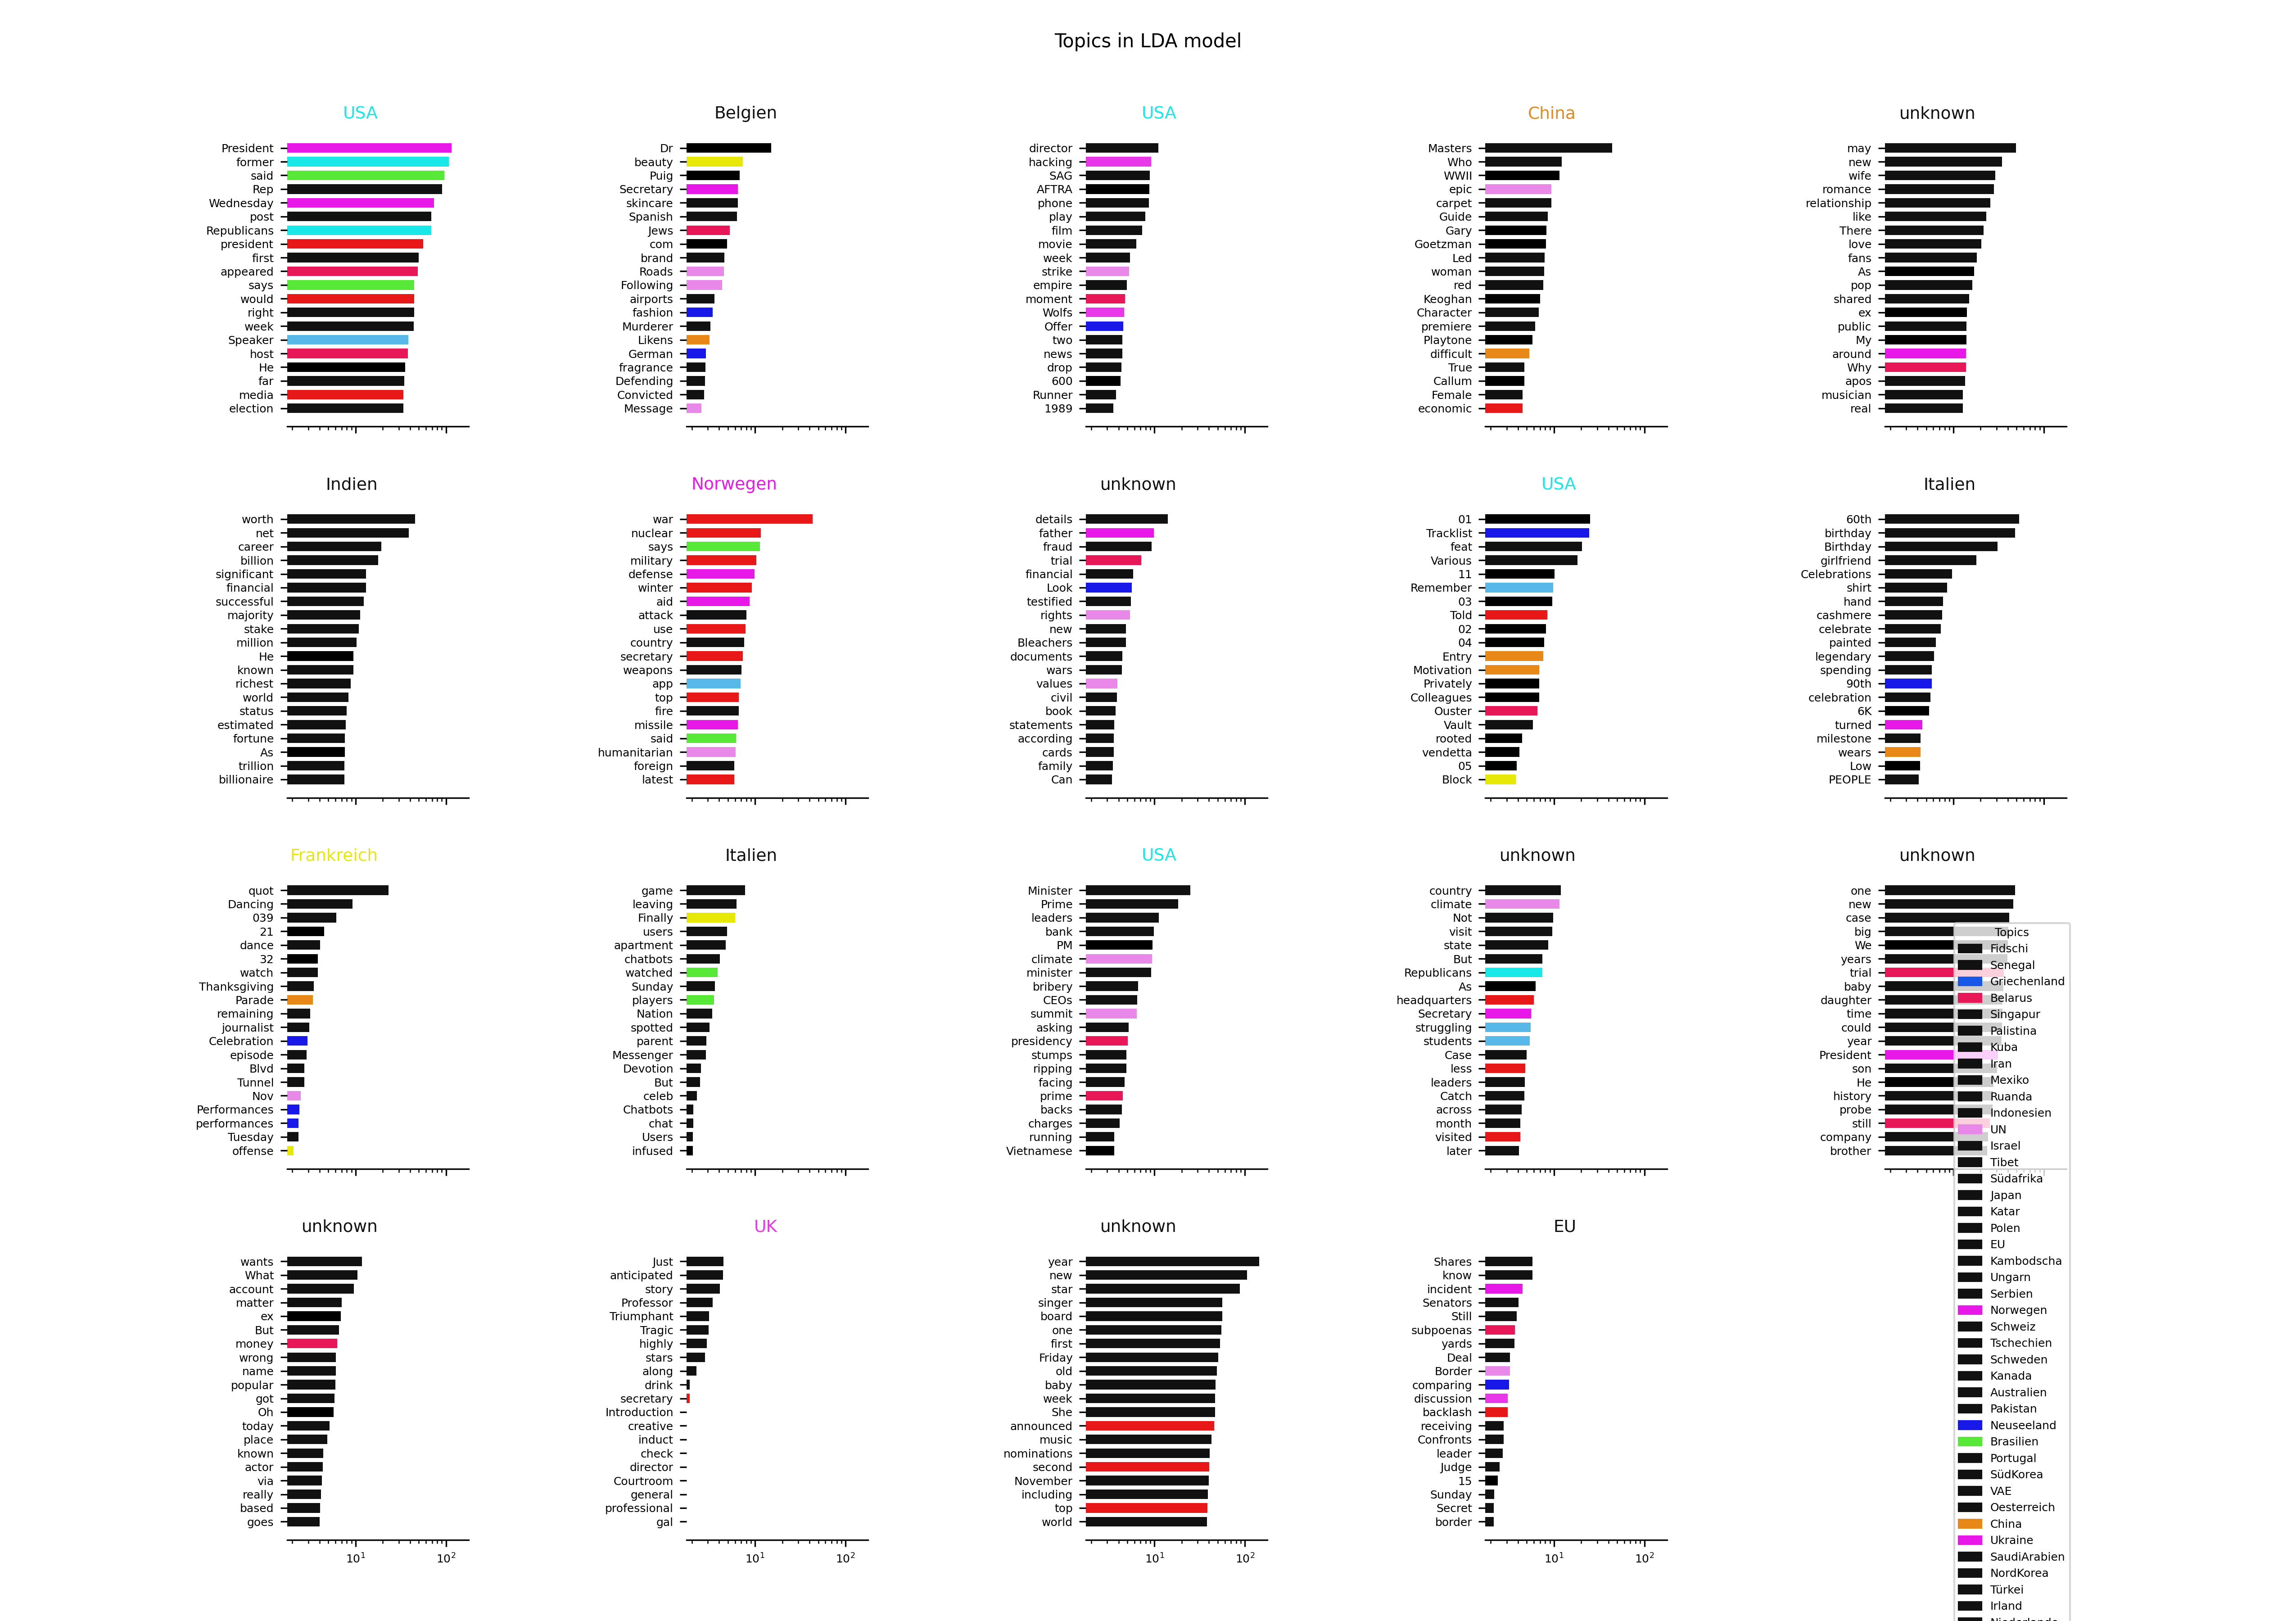 Topics in LDA model
USA
President
former
said
Rep
Wednesday
post
Republicans
president
first
appeared
says
would
right
week
Speaker
host
He
far
media
election
Belgien
Dr
beauty
Puig
Secretary
skincare
Spanish
Jews
com
brand
Roads
Following
airports
fashion
Murderer
Likens
German
fragrance
Defending
Convicted
Message
USA
director
hacking
SAG
AFTRA
phone
play
film
movie
week
strike
empire
moment
Wolfs
Offer
two
news
drop
600
Runner
1989
China
Masters
Who
WWII
epic
carpet
Guide
Gary
Goetzman
Led
woman
red
Keoghan
Character
premiere
Playtone
difficult
True
Callum
Female
economic
unknown
may
new
wife
romance
relationship
like
There
love
fans
As
pop
shared
ex
public
My
around
Why
apos
musician
real
Indien
worth
net
career
billion
significant
financial
successful
majority
stake
million
He
known
richest
world
status
estimated
fortune
As
trillion
billionaire
Norwegen
war
nuclear
says
military
defense
winter
aid
attack
use
country
secretary
weapons
app
top
fire
missile
said
humanitarian
foreign
latest
unknown
details
father
fraud
trial
financial
Look
testified
rights
new
Bleachers
documents
wars
values
civil
book
statements
according
cards
family
Can
USA
01
Tracklist
feat
Various
11
Remember
03
Told
02
04
Entry
Motivation
Privately
Colleagues
Ouster
Vault
rooted
vendetta
05
Block
Italien
60th
birthday
Birthday
girlfriend
Celebrations
shirt
hand
cashmere
celebrate
painted
legendary
spending
90th
celebration
6K
turned
milestone
wears
Low
PEOPLE
Frankreich
quot
Dancing
039
21
dance
32
watch
Thanksgiving
Parade
remaining
journalist
Celebration
episode
Blvd
Tunnel
Nov
Performances
performances
Tuesday
offense
Italien
game
leaving
Finally
users
apartment
chatbots
watched
Sunday
players
Nation
spotted
parent
Messenger
Devotion
But
celeb
Chatbots
chat
Users
infused
USA
Minister
Prime
leaders
bank
PM
climate
minister
bribery
CEOs
summit
asking
presidency
stumps
ripping
facing
prime
backs
charges
running
Vietnamese
unknown
country
climate
Not
visit
state
But
Republicans
As
headquarters
Secretary
struggling
students
Case
less
leaders
Catch
across
month
visited
later
unknown
one
new
case
big
We
years
trial
baby
daughter
time
could
year
President
son
He
history
probe
still
company
brother
unknown
wants
What
account
matter
ex
But
money
wrong
name
popular
got
Oh
today
place
known
actor
via
really
based
goes
10¹ 10²
UK
Just
anticipated
story
Professor
Triumphant
Tragic
highly
stars
along
drink
secretary
Introduction
creative
induct
check
director
Courtroom
general
professional
gal
10¹ 10²
unknown
year
new
star
singer
board
one
first
Friday
old
baby
week
She
announced
music
nominations
second
November
including
top
world
10¹ 10²
EU
Shares
know
incident
Senators
Still
subpoenas
yards
Deal
Border
comparing
discussion
backlash
receiving
Confronts
leader
Judge
15
Sunday
Secret
border
10¹ 10²
Topics
Fidschi
Senegal
Griechenland
Belarus
Singapur
Palistina
Kuba
Iran
Mexiko
Ruanda
Indonesien
UN
Israel
Tibet
Südafrika
Japan
Katar
Polen
EU
Kambodscha
Ungarn
Serbien
Norwegen
Schweiz
Tschechien
Schweden
Kanada
Australien
Pakistan
Neuseeland
Brasilien
Portugal
SüdKorea
VAE
Oesterreich
China
Ukraine
SaudiArabien
NordKorea
Türkei
Irland